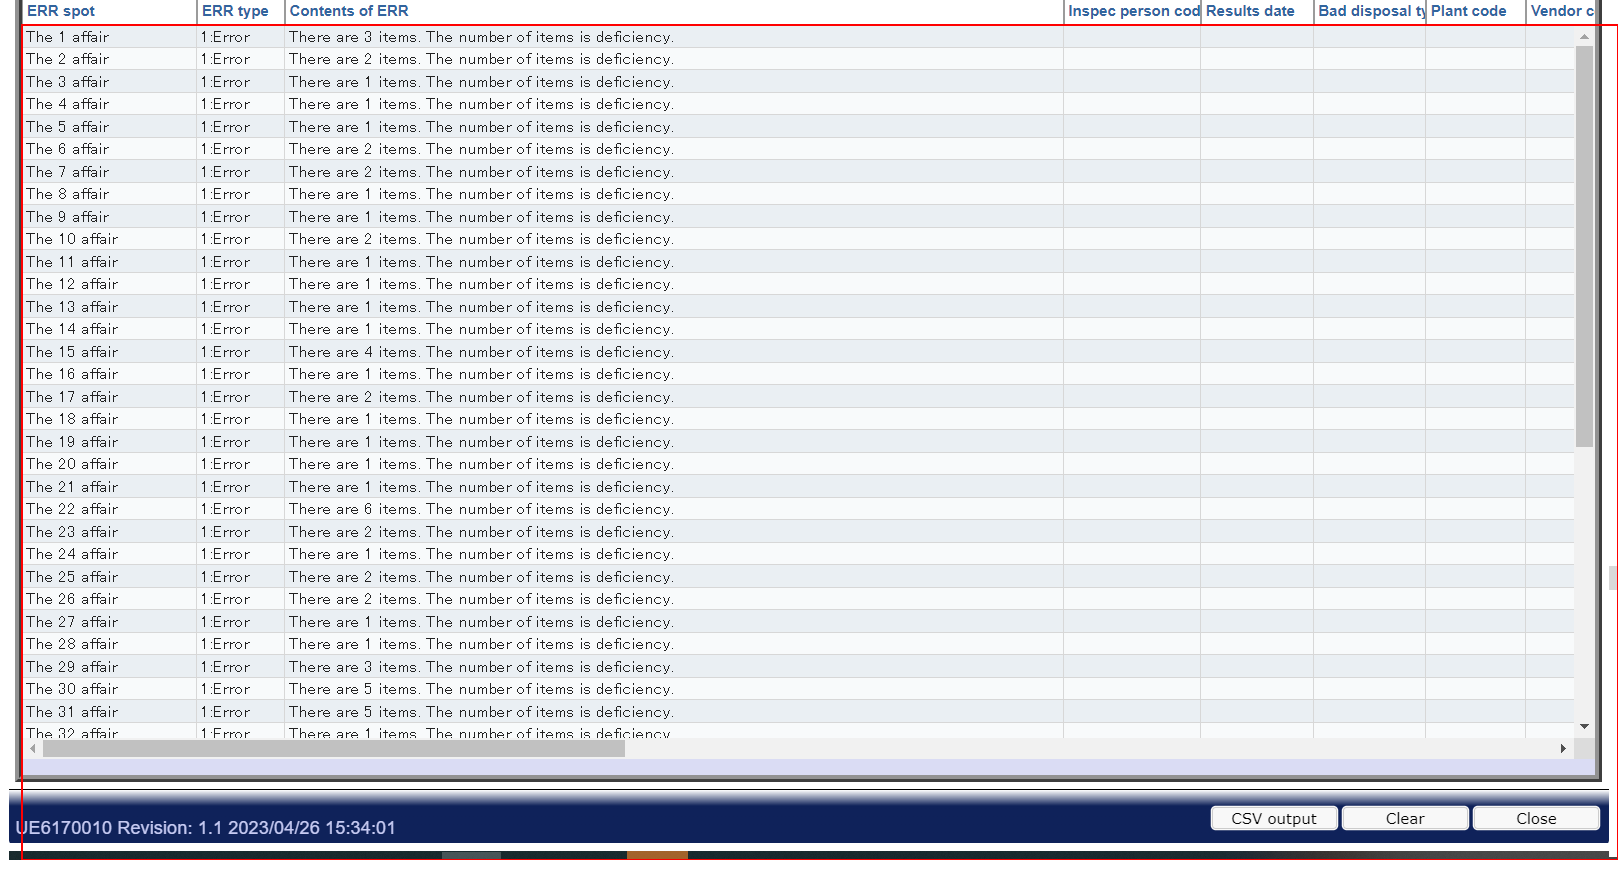 ERR spot ERR type Contents of ERR Inspec person cod Results date Bad disposal ty Plant code Vendor c
The 1 affair 1:Error There are 3 items. The number of items is deficiency.
The 2 affair 1:Error There are 2 items. The number of items is deficiency.
The 3 affair 1:Error There are 1 items. The number of items is deficiency.
The 4 affair 1:Error There are 1 items. The number of items is deficiency.
The 5 affair 1:Error There are 1 items. The number of items is deficiency.
The 6 affair 1:Error There are 2 items. The number of items is deficiency.
The 7 affair 1:Error There are 2 items. The number of items is deficiency.
The 8 affair 1:Error There are 1 items. The number of items is deficiency.
The 9 affair 1:Error There are 1 items. The number of items is deficiency.
The 10 affair 1:Error There are 2 items. The number of items is deficiency.
The 11 affair 1:Error There are 1 items. The number of items is deficiency.
The 12 affair 1:Error There are 1 items. The number of items is deficiency.
The 13 affair 1:Error There are 1 items. The number of items is deficiency.
The 14 affair 1:Error There are 1 items. The number of items is deficiency.
The 15 affair 1:Error There are 4 items. The number of items is deficiency.
The 16 affair 1:Error There are 1 items. The number of items is deficiency.
The 17 affair 1:Error There are 2 items. The number of items is deficiency.
The 18 affair 1:Error There are 1 items. The number of items is deficiency.
The 19 affair 1:Error There are 1 items. The number of items is deficiency.
The 20 affair 1:Error There are 1 items. The number of items is deficiency.
The 21 affair 1:Error There are 1 items. The number of items is deficiency.
The 22 affair 1:Error There are 6 items. The number of items is deficiency.
The 23 affair 1:Error There are 2 items. The number of items is deficiency.
The 24 affair 1:Error There are 1 items. The number of items is deficiency.
The 25 affair 1:Error There are 2 items. The number of items is deficiency.
The 26 affair 1:Error There are 2 items. The number of items is deficiency.
The 27 affair 1:Error There are 1 items. The number of items is deficiency.
The 28 affair 1:Error There are 1 items. The number of items is deficiency.
The 29 affair 1:Error There are 3 items. The number of items is deficiency.
The 30 affair 1:Error There are 5 items. The number of items is deficiency.
The 31 affair 1:Error There are 5 items. The number of items is deficiency.
The 32 affair 1:Error There are 1 items. The number of items is deficiency.
UE6170010 Revision: 1.1 2023/04/26 15:34:01 CSV output Clear Close